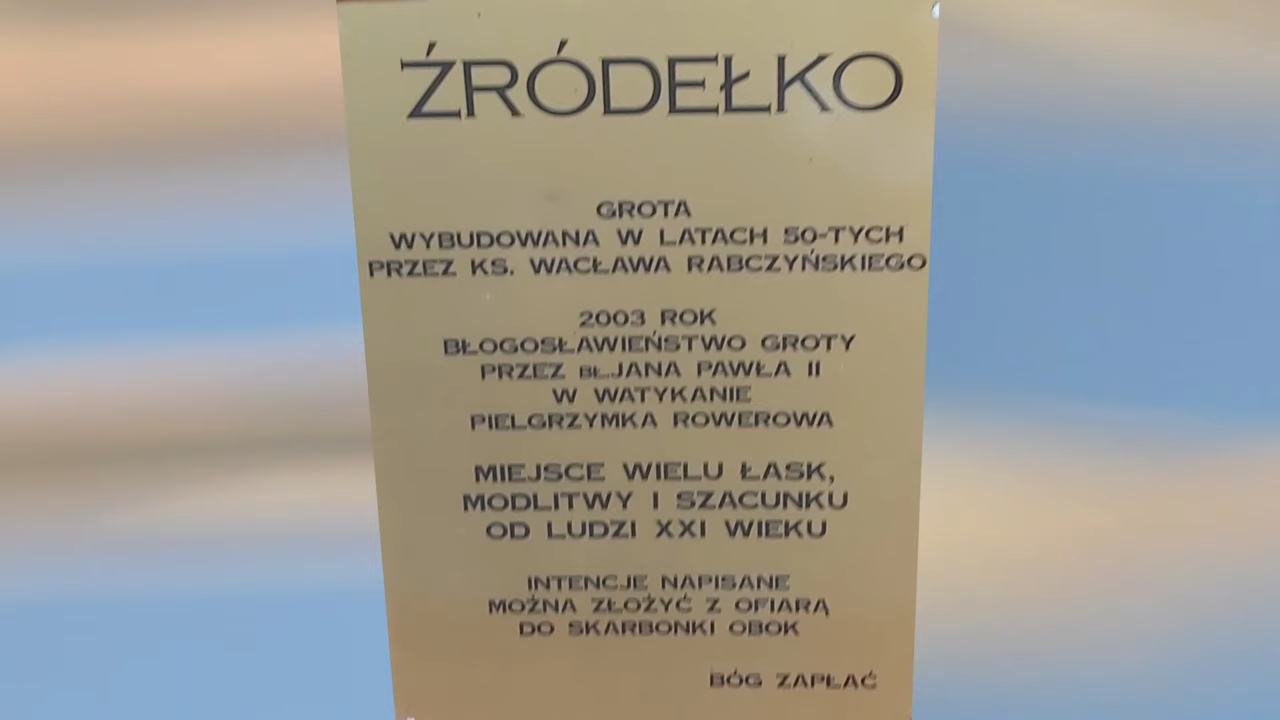 ŹRÓDEŁKO
GROTA
WYBUDOWANA W LATACH 50-TYCH
PRZEZ KS. WACŁAWA RABCZYŃSKIEGO
2003 ROK
BŁOGOSŁAWIEŃSTWO GROTY
PRZEZ BŁ.JANA PAWŁA II
W WATYKANIE
PIELGRZYMKA ROWEROWA
MIEJSCE WIELU ŁASK,
MODLITWY I SZACUNKU
OD LUDZI XXI WIEKU
INTENCJE NAPISANE
MOŻNA ZŁOŻYĆ Z OFIARĄ
DO SKARBONKI OBOK
BÓG ZAPŁAĆ